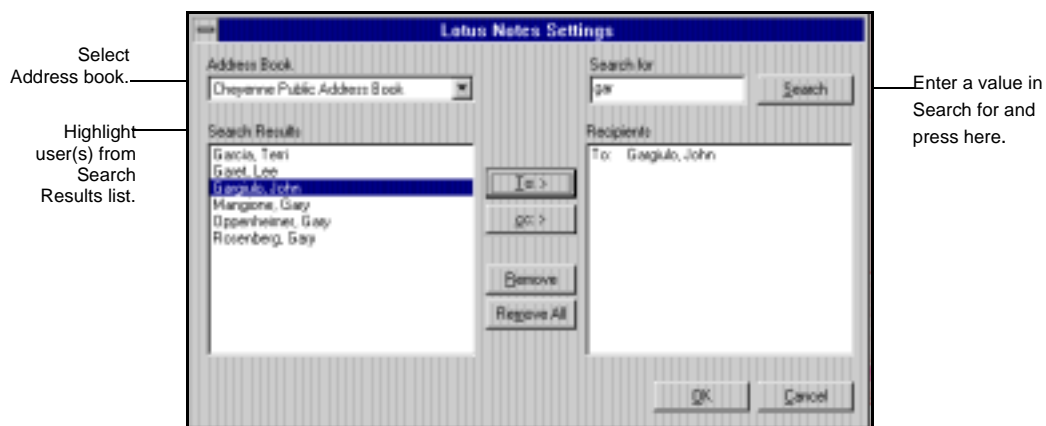 Lotus Notes Settings
Select
Address book.
Address Book
Cheyenne Public Address Book
Search for
gar
Search
Enter a value in
Search for and
press here.
Highlight
user(s) from
Search
Results list.
Search Results
Garcia, Terri
Garet, Lee
Gargiulo, John
Mangione, Gary
Oppenheimer, Gary
Rosenberg, Gary
To: >
cc: >
Remove
Remove All
Recipients
To: Gargiulo, John
OK
Cancel